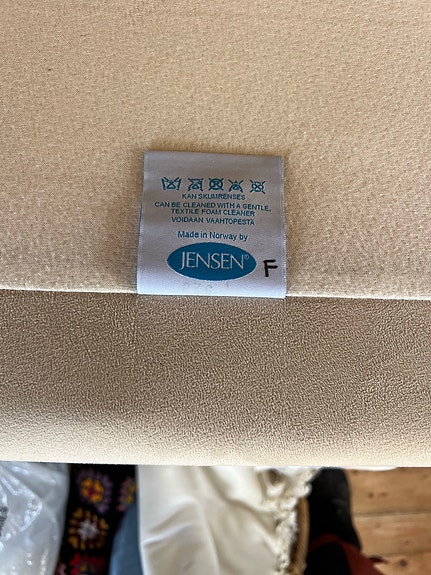 KAN SKUMRENSES
CAN BE CLEANED WITH A GENTLE,
TEXTILE FOAM CLEANER
VOIDAAN VAAHTOPESTA
Made in Norway by
JENSEN®
F